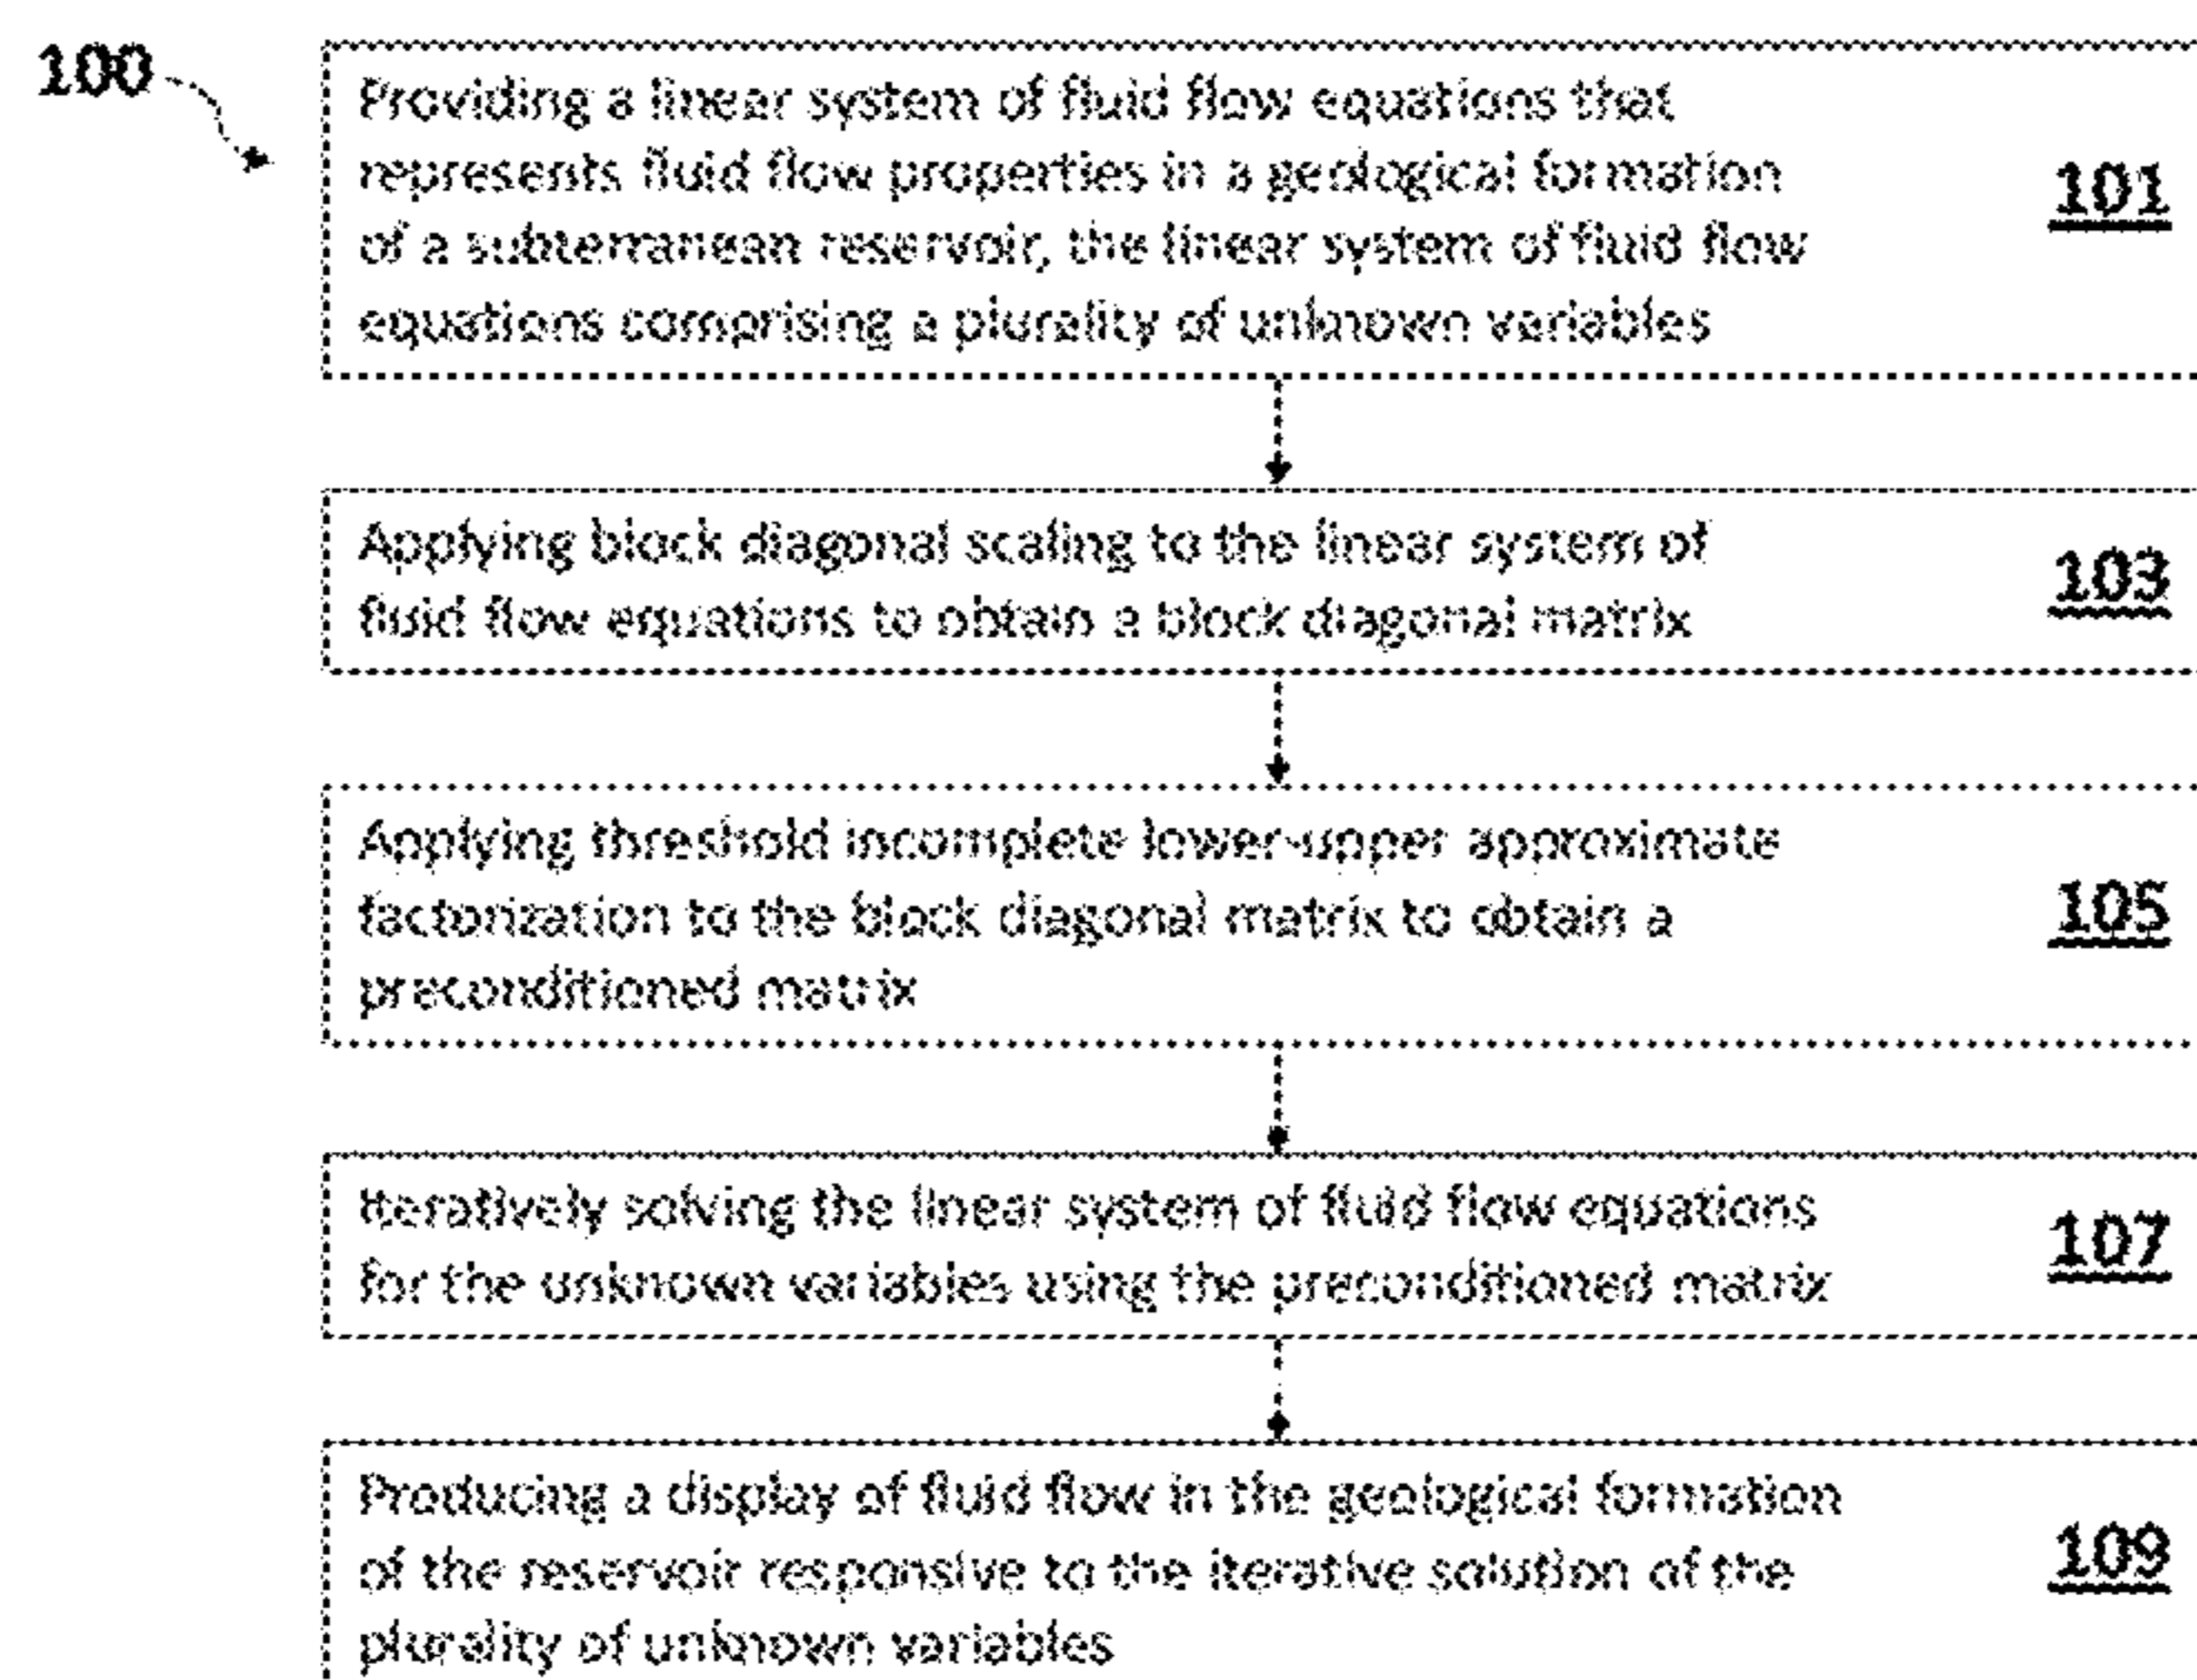 100
Providing a linear system of fluid flow equations that
represents fluid flow properties in a geological formation
101
of a subterranean reservoir, the linear system of fluid flow
equations comprising a plurality of unknown variables
Applying block diagonal scaling to the linear system of
103
fluid flow equations to obtain a block diagonal matrix
Applying threshold incomplete lower-upper approximate
factorization to the block diagonal matrix to obtain a
105
preconditioned matrix
Iteratively solving the linear system of fluid flow equations
107
for the unknown variables using the preconditioned matrix
Producing a display of fluid flow in the geological formation
of the reservoir responsive to the iterative solution of the
109
plurality of unknown variables